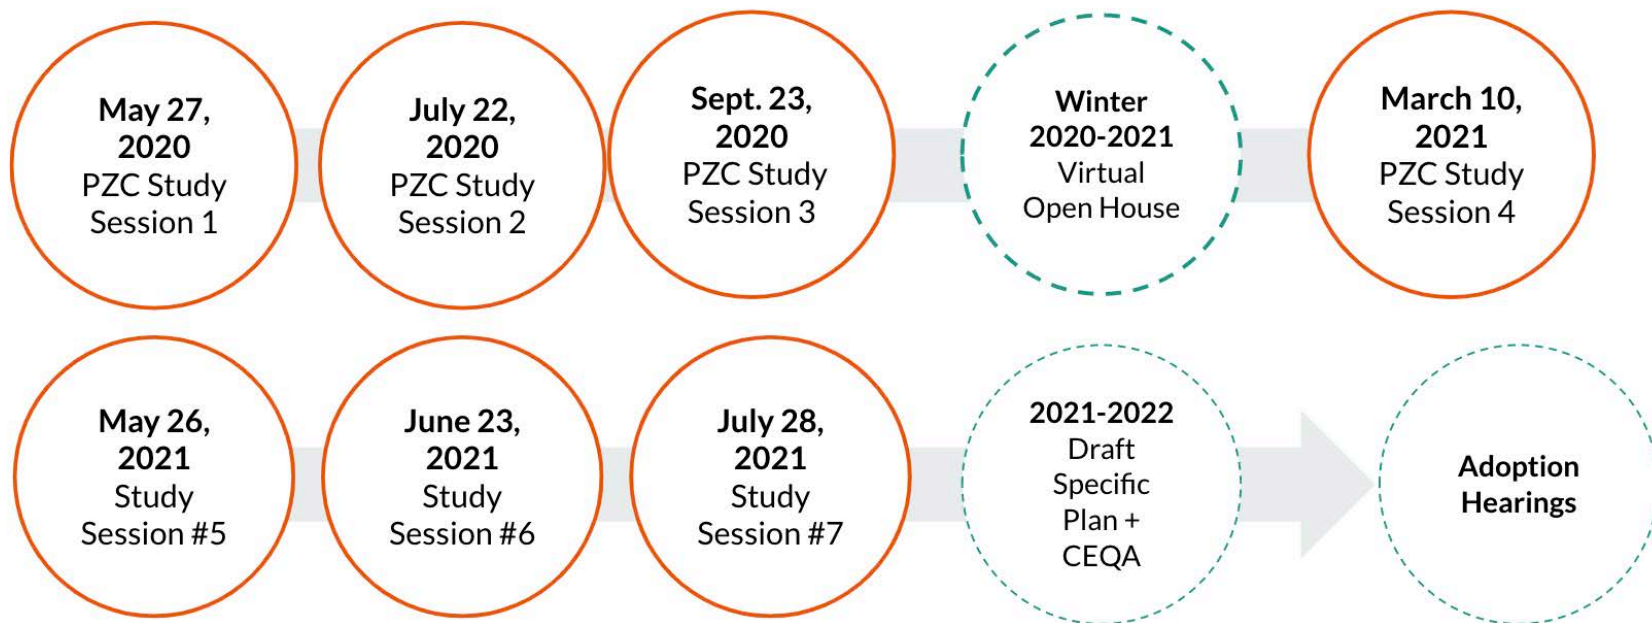 May 27,
2020
PZC Study
Session 1
July 22,
2020
PZC Study
Session 2
Sept. 23,
2020
PZC Study
Session 3
Winter
2020-2021
Virtual
Open House
March 10,
2021
PZC Study
Session 4
May 26,
2021
Study
Session #5
June 23,
2021
Study
Session #6
July 28,
2021
Study
Session #7
2021-2022
Draft
Specific
Plan +
CEQA
Adoption
Hearings